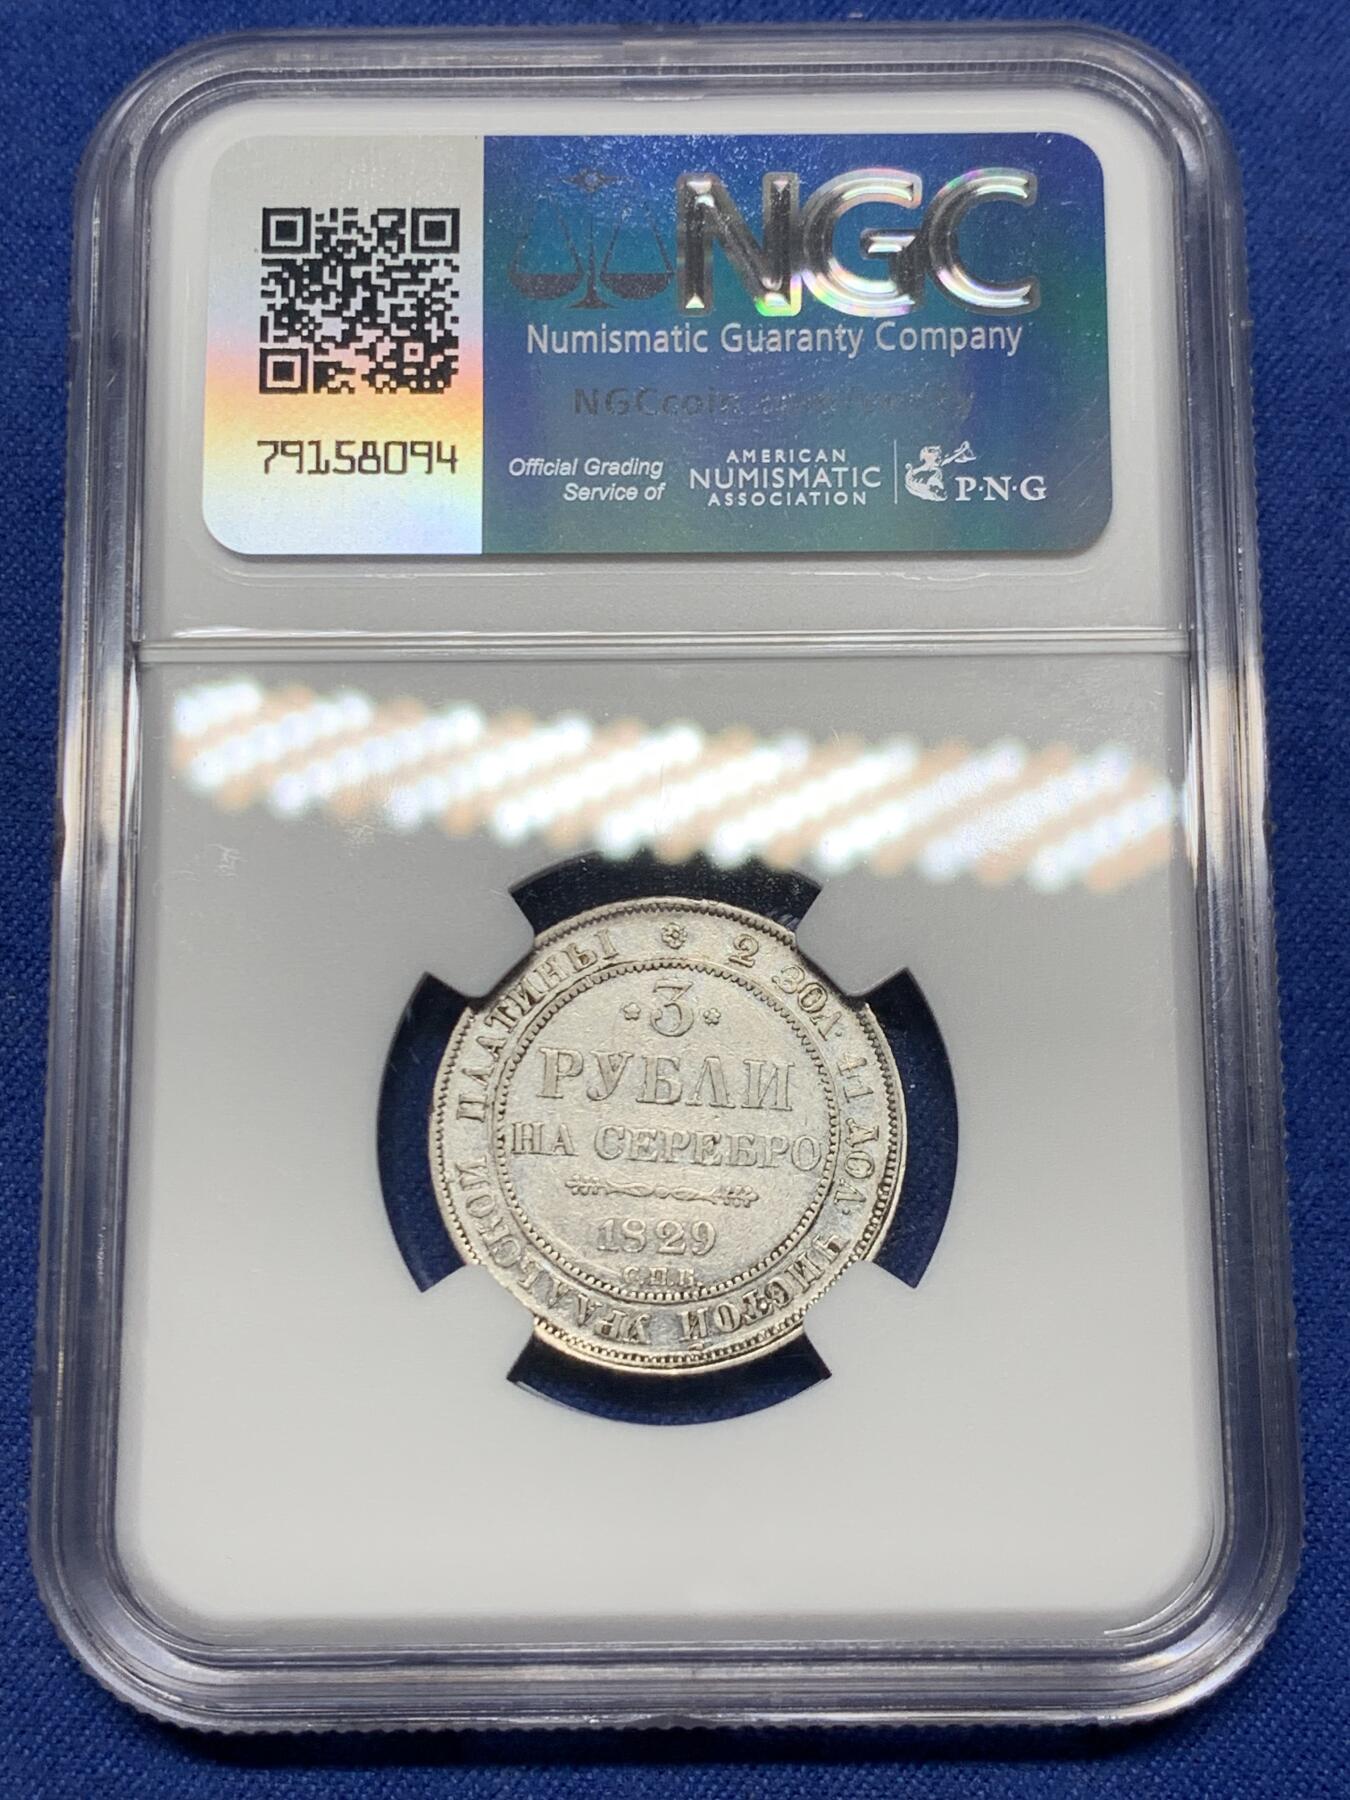 NGC
Numismatic Guaranty Company
79158094
Official Grading
Service of
AMERICAN
NUMISMATIC
ASSOCIATION
P·N·G
2 ЗОЛ· 41 ДОЛ· ЧИСТОЙ УРАЛЬСКОЙ ПЛАТИНЫ
3
РУБЛИ
НА СЕРЕБРО
1829
С.П.Б.